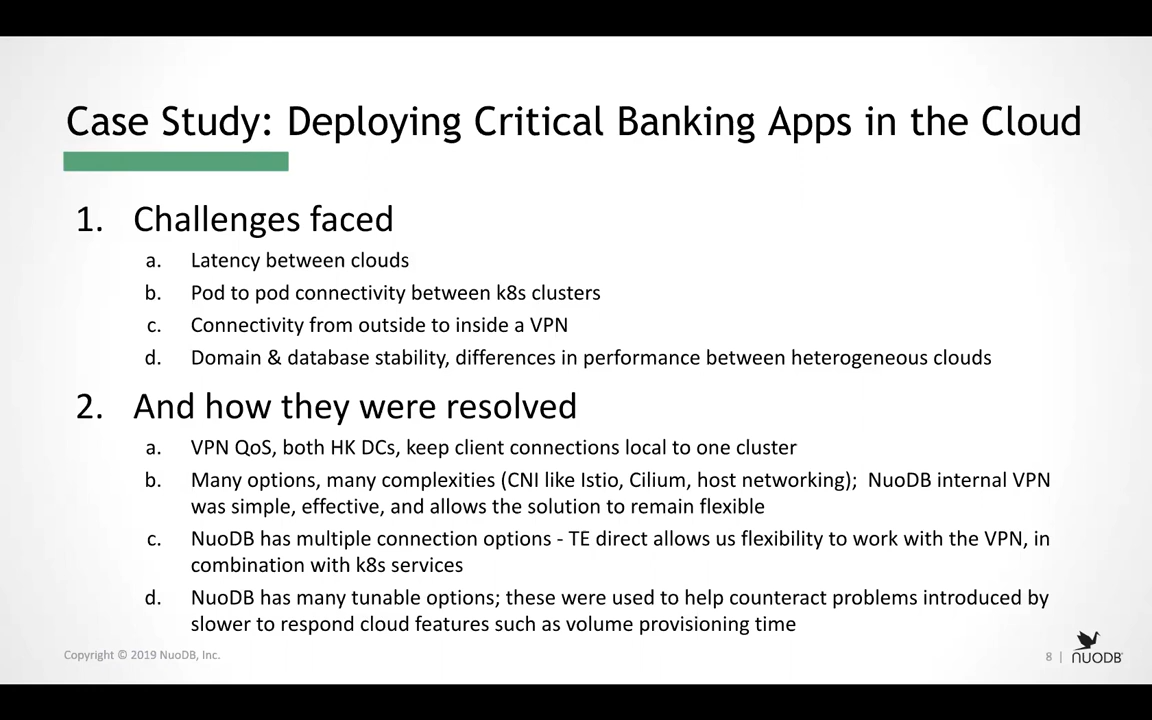 Case Study: Deploying Critical Banking Apps in the Cloud
1. Challenges faced
a. Latency between clouds
b. Pod to pod connectivity between k8s clusters
c. Connectivity from outside to inside a VPN
d. Domain & database stability, differences in performance between heterogeneous clouds
2. And how they were resolved
a. VPN QoS, both HK DCs, keep client connections local to one cluster
b. Many options, many complexities (CNI like Istio, Cilium, host networking); NuoDB internal VPN
was simple, effective, and allows the solution to remain flexible
c. NuoDB has multiple connection options - TE direct allows us flexibility to work with the VPN, in
combination with k8s services
d. NuoDB has many tunable options; these were used to help counteract problems introduced by
slower to respond cloud features such as volume provisioning time
Copyright © 2019 NuoDB, Inc.
8 |
NUODB